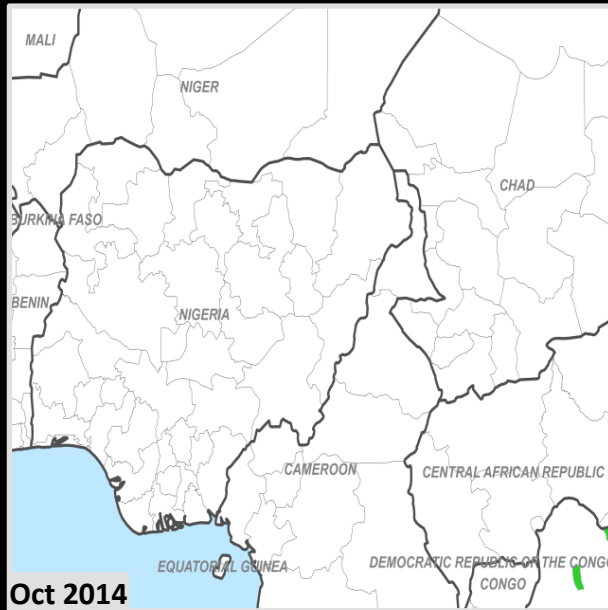 MALI
NIGER
CHAD
BURKINA FASO
BENIN
NIGERIA
CAMEROON
CENTRAL AFRICAN REPUBLIC
EQUATORIAL GUINEA
DEMOCRATIC REPUBLIC OF THE CONGO
CONGO
Oct 2014